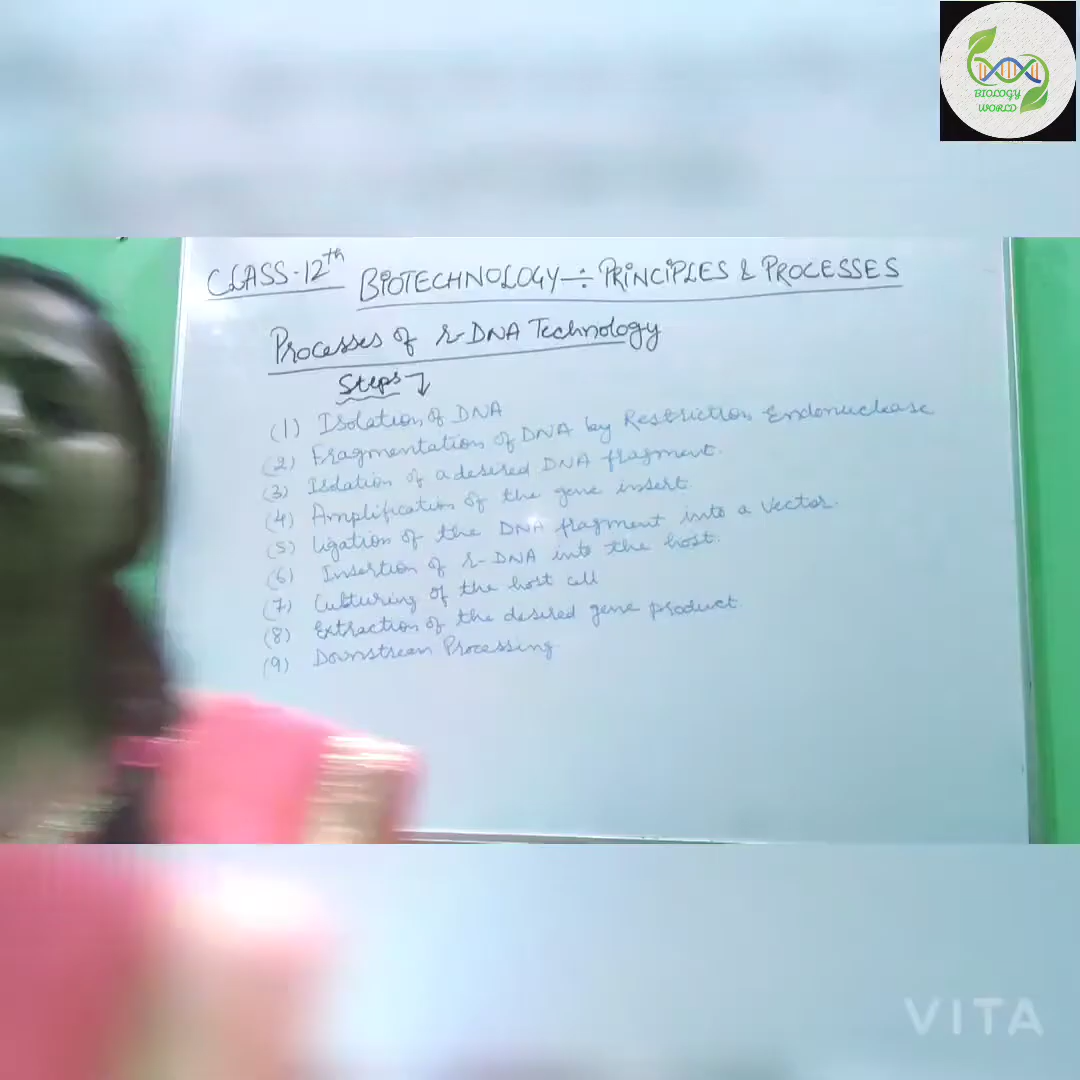 BIOLOGY
WORLD
CLASS-12th BIOTECHNOLOGY -: PRINCIPLES & PROCESSES
Processes of r-DNA Technology
Steps
(1) Isolation of DNA
(2) Fragmentation of DNA by Restriction Endonuclease
(3) Isolation of a desired DNA fragment.
(4) Amplification of the gene insert.
(5) Ligation of the DNA fragment into a vector.
(6) Insertion of r-DNA into the host.
(7) Culturing of the host cell
(8) Extraction of the desired gene product.
(9) Downstream Processing
VITA